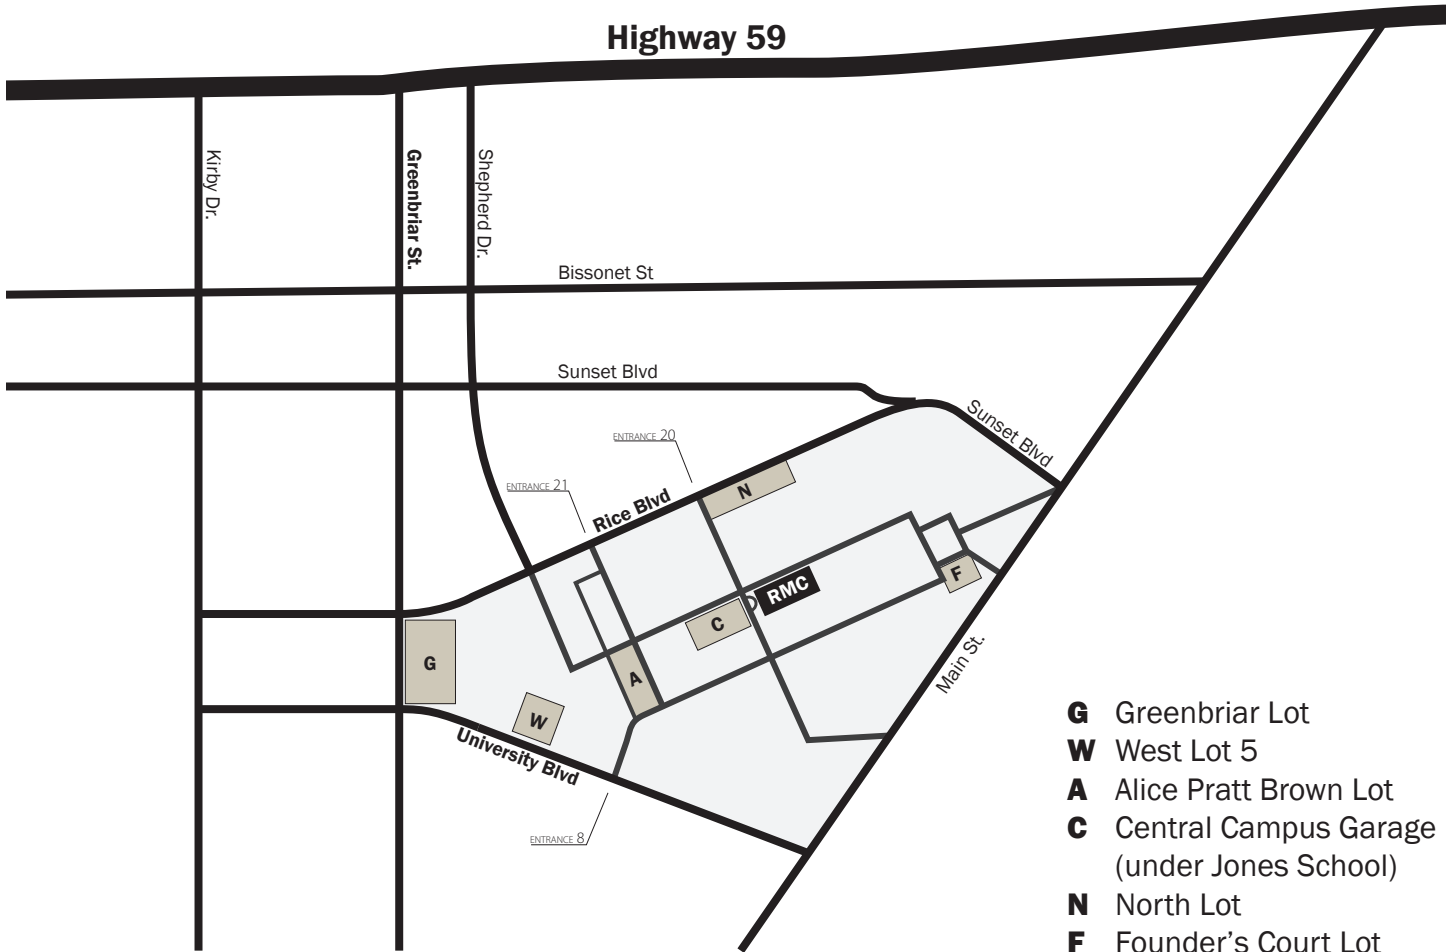 Highway 59
Kirby Dr.
Greenbriar St.
Shepherd Dr.
Bissonet St
Sunset Blvd
Sunset Blvd
ENTRANCE 20
ENTRANCE 21
Rice Blvd
N
RMC
F
C
G
A
W
University Blvd
Main St.
ENTRANCE 8
G Greenbriar Lot
W West Lot 5
A Alice Pratt Brown Lot
C Central Campus Garage
(under Jones School)
N North Lot
F Founder's Court Lot